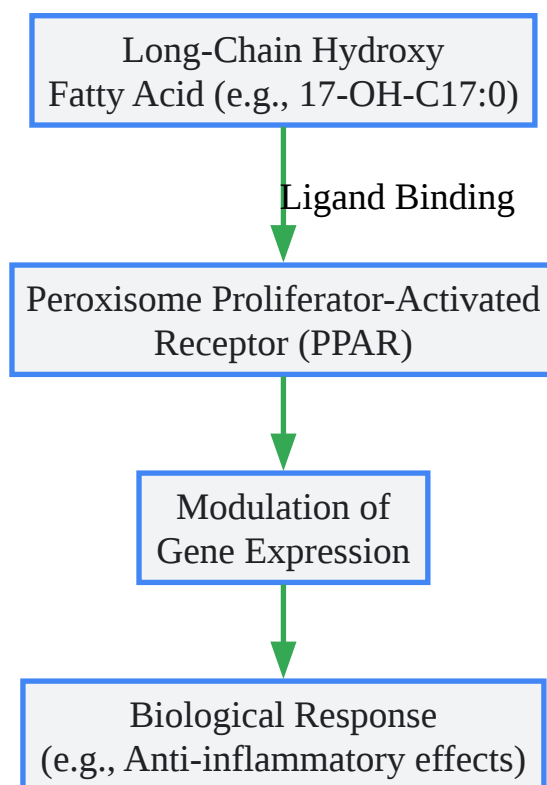 Long-Chain Hydroxy
Fatty Acid (e.g., 17-OH-C17:0)
Ligand Binding
Peroxisome Proliferator-Activated
Receptor (PPAR)
Modulation of
Gene Expression
Biological Response
(e.g., Anti-inflammatory effects)